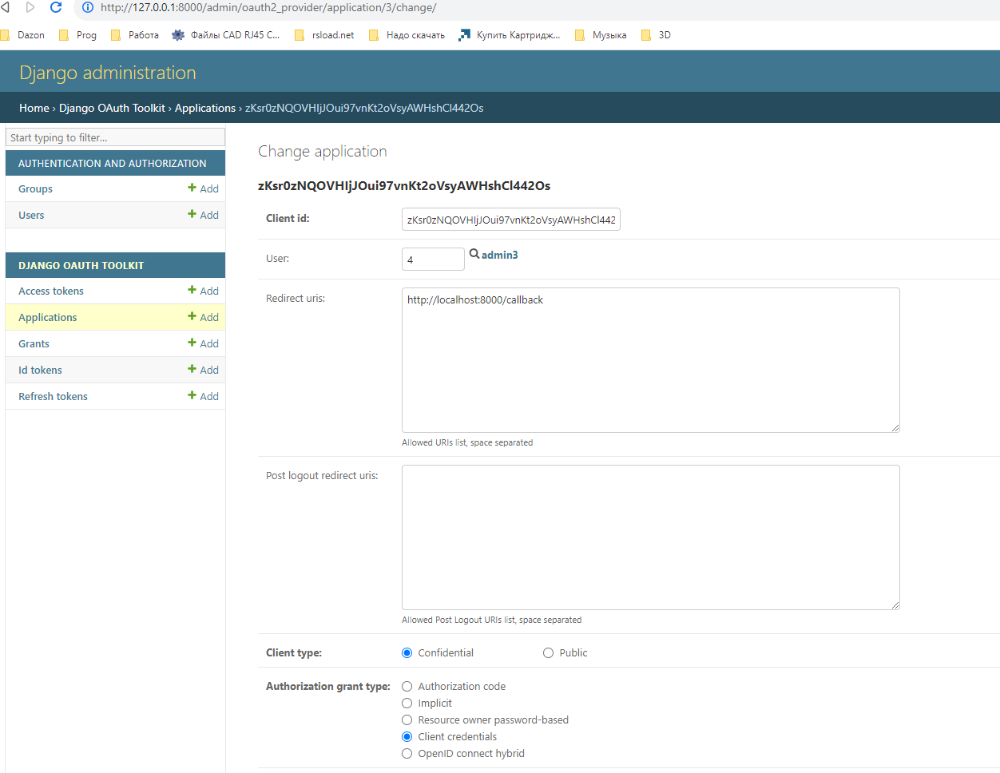 http://127.0.0.1:8000/admin/oauth2_provider/application/3/change/
Dazon Prog Работа Файлы CAD RJ45 C... rsload.net Надо скачать Купить Картридж... Музыка 3D
Django administration
Home › Django OAuth Toolkit › Applications › zKsr0zNQOVHIjJOui97vnKt2oVsyAWHshCl442Os
Start typing to filter...
AUTHENTICATION AND AUTHORIZATION
Groups Add
Users Add
DJANGO OAUTH TOOLKIT
Access tokens Add
Applications Add
Grants Add
Id tokens Add
Refresh tokens Add
Change application
zKsr0zNQOVHIjJOui97vnKt2oVsyAWHshCl442Os
Client id: zKsr0zNQOVHIjJOui97vnKt2oVsyAWHshCl442
User: 4 admin3
Redirect uris: http://localhost:8000/callback
Allowed URIs list, space separated
Post logout redirect uris:
Allowed Post Logout URIs list, space separated
Client type: Confidential Public
Authorization grant type: Authorization code
Implicit
Resource owner password-based
Client credentials
OpenID connect hybrid